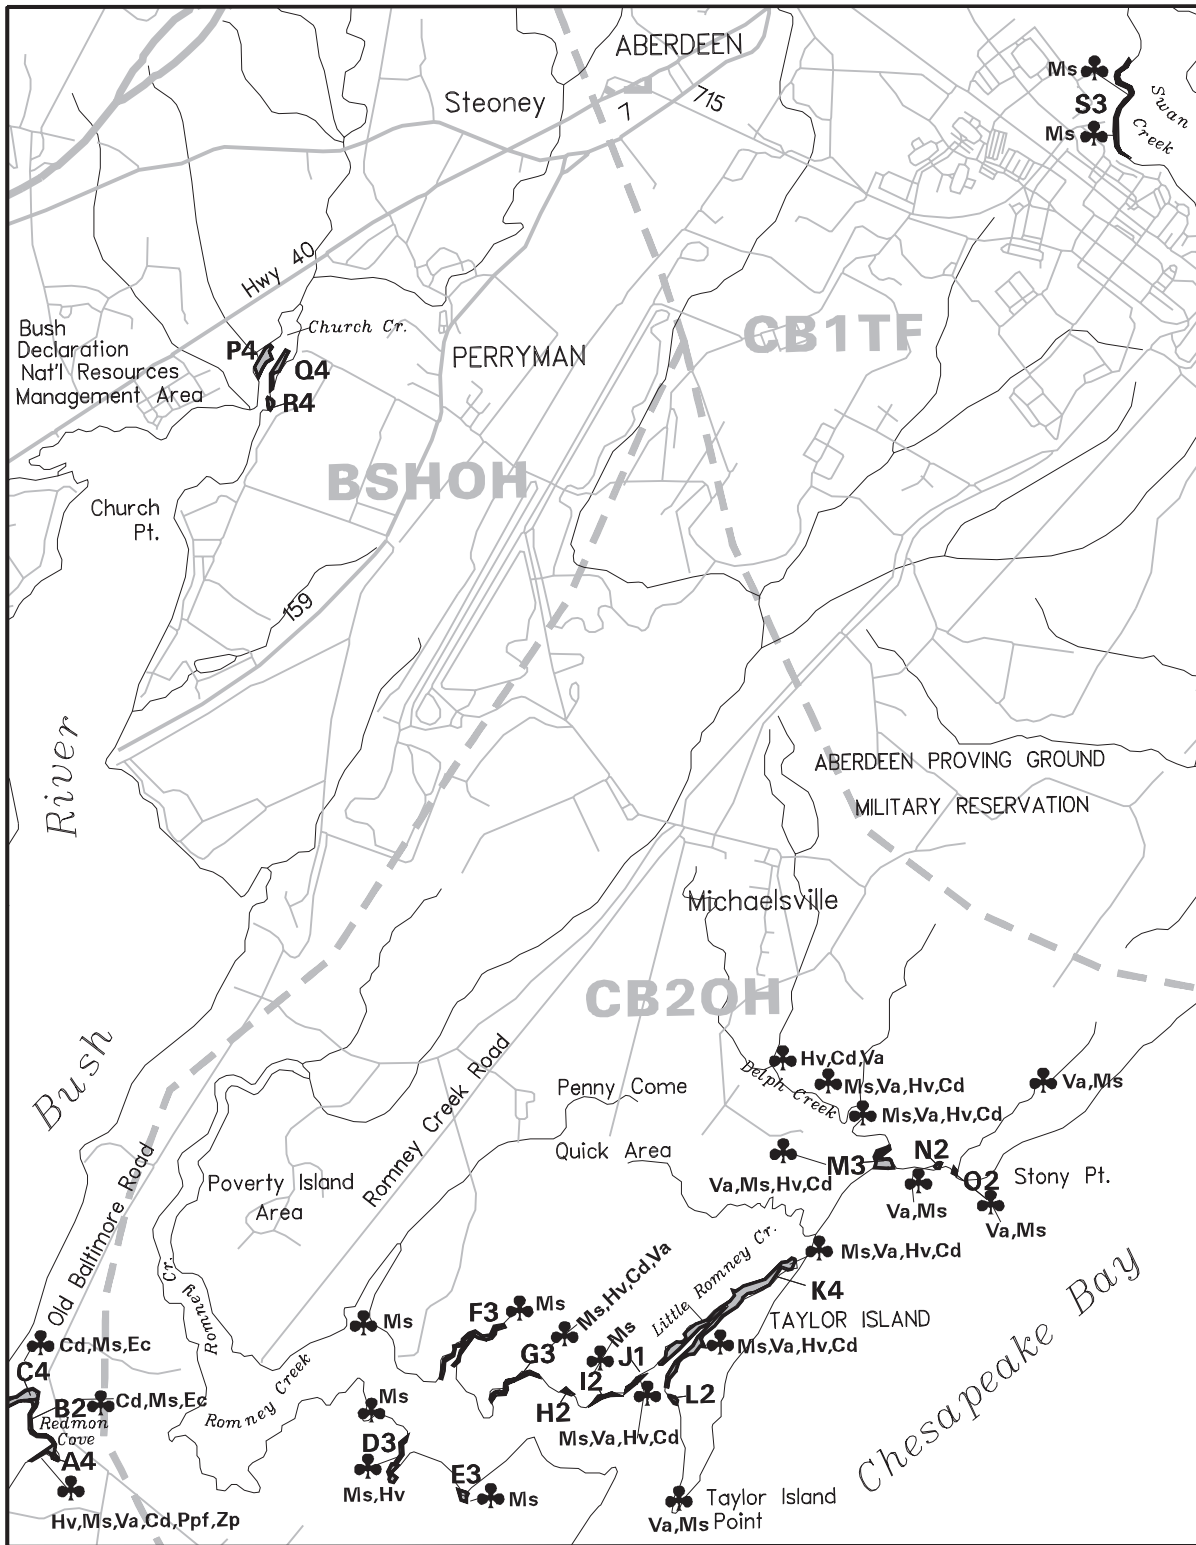 ABERDEEN
Steoney
7
715
Ms
S3
Ms
Swan
Creek
Hwy 40
Church Cr.
CB1TF
Bush
Declaration
Nat'l Resources
Management Area
P4
Q4
R4
PERRYMAN
BSHOH
Church
Pt.
159
River
ABERDEEN PROVING GROUND
MILITARY RESERVATION
Michaelsville
CB2OH
Bush
Old Baltimore Road
Romney Creek Road
Penny Come
Quick Area
Delph Creek
Hv,Cd,Va
Ms,Va,Hv,Cd
Ms,Va,Hv,Cd
Va,Ms
M3
N2
O2
Stony Pt.
Va,Ms,Hv,Cd
Va,Ms
Va,Ms
Poverty Island
Area
Romney Cr.
Romney Creek
Ms
F3
Ms
Ms,Hv,Cd,Va
G3
Ms
Little Romney Cr.
Ms,Va,Hv,Cd
K4
TAYLOR ISLAND
Ms,Va,Hv,Cd
J1
I2
H2
L2
Ms,Va,Hv,Cd
Chesapeake Bay
Cd,Ms,Ec
C4
B2
Cd,Ms,Ec
Redmon
Cove
A4
Hv,Ms,Va,Cd,Ppf,Zp
Ms
D3
Ms,Hv
E3
Ms
Taylor Island
Point
Va,Ms